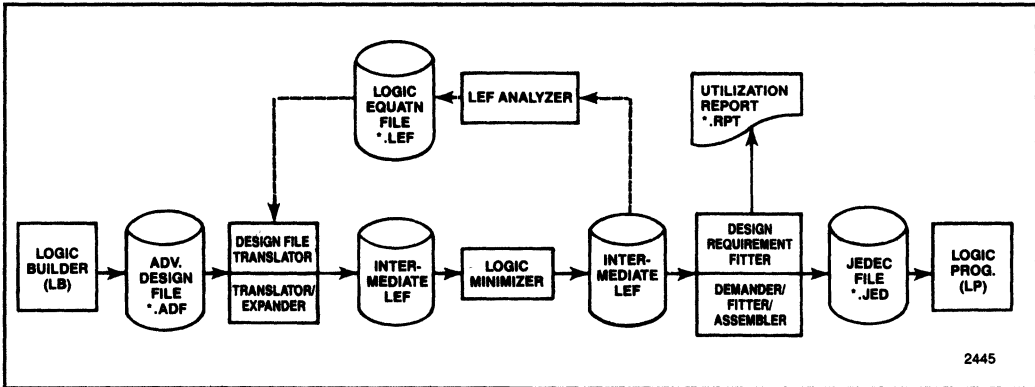 LOGIC
EQUATN
FILE
*.LEF
LEF ANALYZER
UTILIZATION
REPORT
*.RPT
LOGIC
BUILDER
(LB)
ADV.
DESIGN
FILE
*.ADF
DESIGN FILE
TRANSLATOR
TRANSLATOR/
EXPANDER
INTER-
MEDIATE
LEF
LOGIC
MINIMIZER
INTER-
MEDIATE
LEF
DESIGN
REQUIREMENT
FITTER
DEMANDER/
FITTER/
ASSEMBLER
JEDEC
FILE
*.JED
LOGIC
PROG.
(LP)
2445